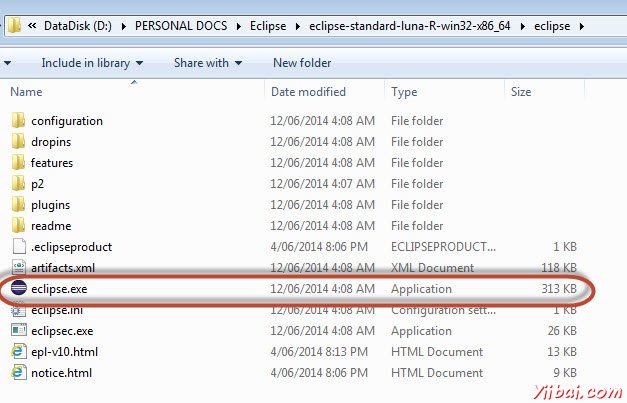 « DataDisk (D:) ▸ PERSONAL DOCS ▸ Eclipse ▸ eclipse-standard-luna-R-win32-x86_64 ▸ eclipse ▸
Include in library Share with New folder
Name Date modified Type Size
configuration 12/06/2014 4:08 AM File folder
dropins 12/06/2014 4:08 AM File folder
features 12/06/2014 4:08 AM File folder
p2 12/06/2014 4:07 AM File folder
plugins 12/06/2014 4:08 AM File folder
readme 12/06/2014 4:08 AM File folder
.eclipseproduct 4/06/2014 8:06 PM ECLIPSEPRODUCT... 1 KB
artifacts.xml 12/06/2014 4:08 AM XML Document 118 KB
eclipse.exe 12/06/2014 4:08 AM Application 313 KB
eclipse.ini 12/06/2014 4:08 AM Configuration sett... 1 KB
eclipsec.exe 12/06/2014 4:08 AM Application 26 KB
epl-v10.html 4/06/2014 8:13 PM HTML Document 13 KB
notice.html 4/06/2014 8:06 PM HTML Document 9 KB
Yiibai.com